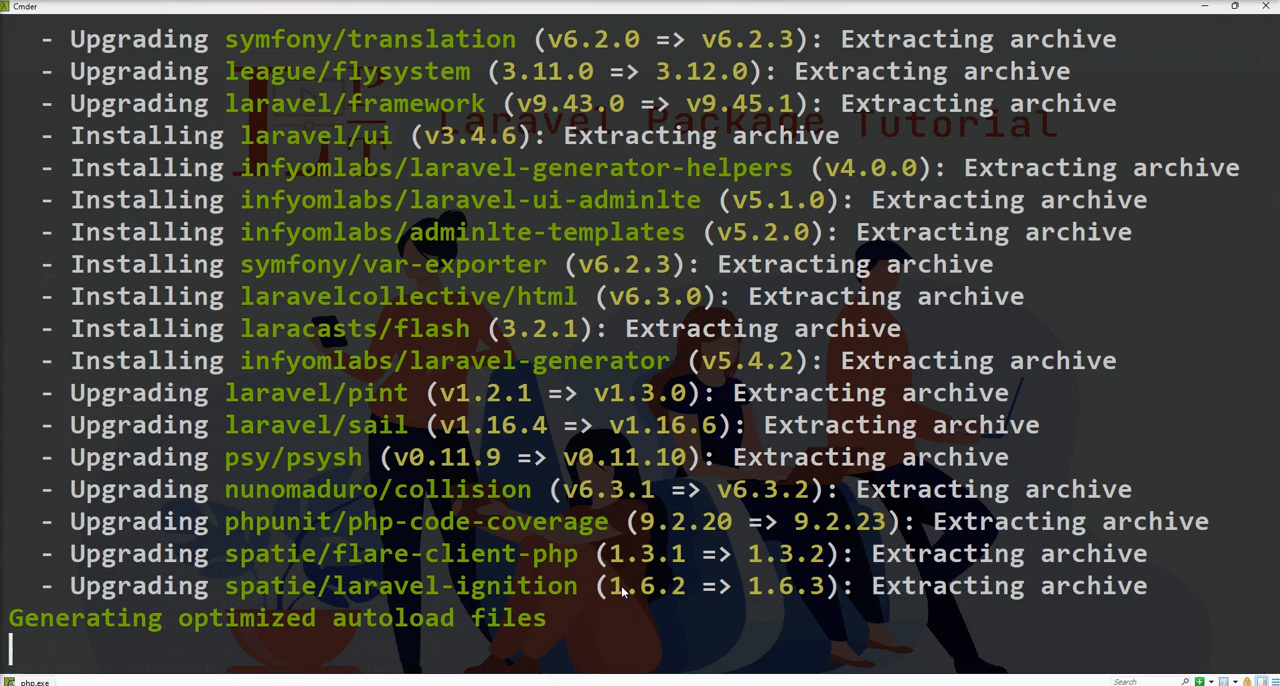 Cmder
- Upgrading symfony/translation (v6.2.0 => v6.2.3): Extracting archive
- Upgrading league/flysystem (3.11.0 => 3.12.0): Extracting archive
- Upgrading laravel/framework (v9.43.0 => v9.45.1): Extracting archive
Laravel Package Tutorial
- Installing laravel/ui (v3.4.6): Extracting archive
- Installing infyomlabs/laravel-generator-helpers (v4.0.0): Extracting archive
- Installing infyomlabs/laravel-ui-adminlte (v5.1.0): Extracting archive
- Installing infyomlabs/adminlte-templates (v5.2.0): Extracting archive
- Installing symfony/var-exporter (v6.2.3): Extracting archive
- Installing laravelcollective/html (v6.3.0): Extracting archive
- Installing laracasts/flash (3.2.1): Extracting archive
- Installing infyomlabs/laravel-generator (v5.4.2): Extracting archive
- Upgrading laravel/pint (v1.2.1 => v1.3.0): Extracting archive
- Upgrading laravel/sail (v1.16.4 => v1.16.6): Extracting archive
- Upgrading psy/psysh (v0.11.9 => v0.11.10): Extracting archive
- Upgrading nunomaduro/collision (v6.3.1 => v6.3.2): Extracting archive
- Upgrading phpunit/php-code-coverage (9.2.20 => 9.2.23): Extracting archive
- Upgrading spatie/flare-client-php (1.3.1 => 1.3.2): Extracting archive
- Upgrading spatie/laravel-ignition (1.6.2 => 1.6.3): Extracting archive
Generating optimized autoload files
php.exe
Search